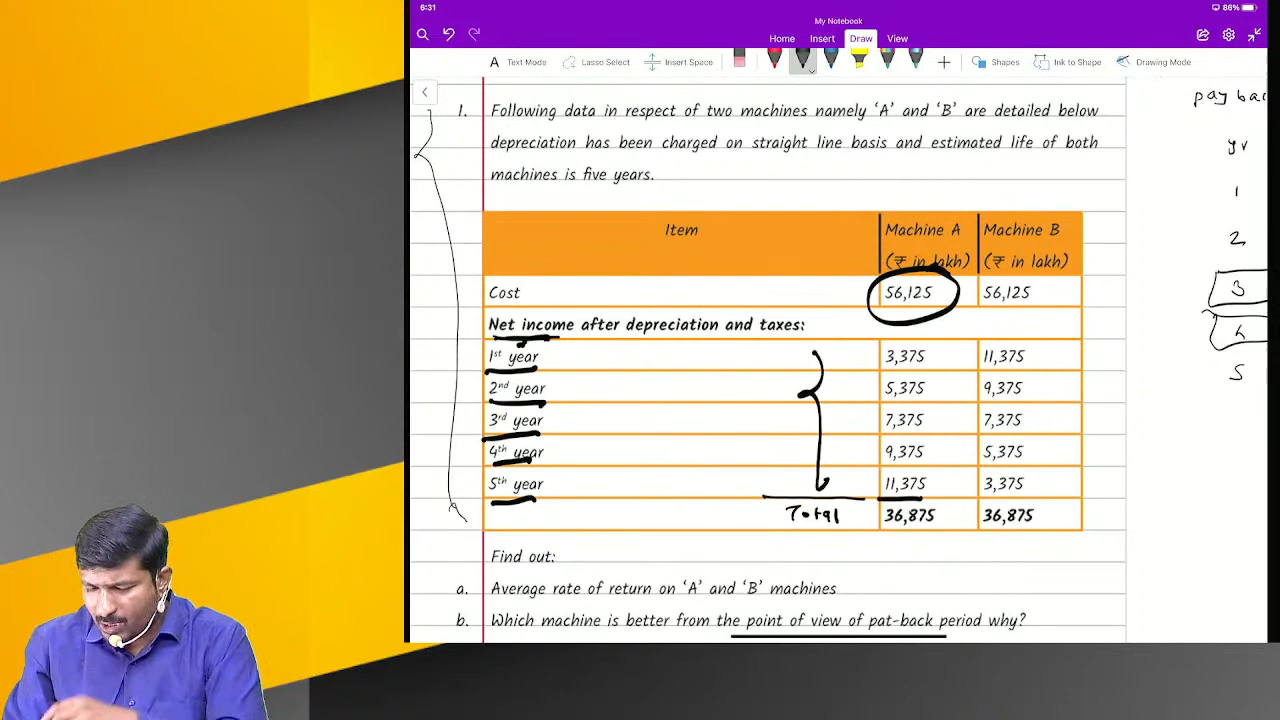 6:31
86%
My Notebook
Home Insert Draw View
A Text Mode Lasso Select Insert Space Shapes Ink to Shape Drawing Mode
1. Following data in respect of two machines namely ‘A’ and ‘B’ are detailed below
depreciation has been charged on straight line basis and estimated life of both
machines is five years.
Item Machine A Machine B
(₹ in lakh) (₹ in lakh)
Cost 56,125 56,125
Net income after depreciation and taxes:
1st year 3,375 11,375
2nd year 5,375 9,375
3rd year 7,375 7,375
4th year 9,375 5,375
5th year 11,375 3,375
Total 36,875 36,875
Find out:
a. Average rate of return on ‘A’ and ‘B’ machines
b. Which machine is better from the point of view of pat-back period why?
pay bac
yr
1
2
3
4
5